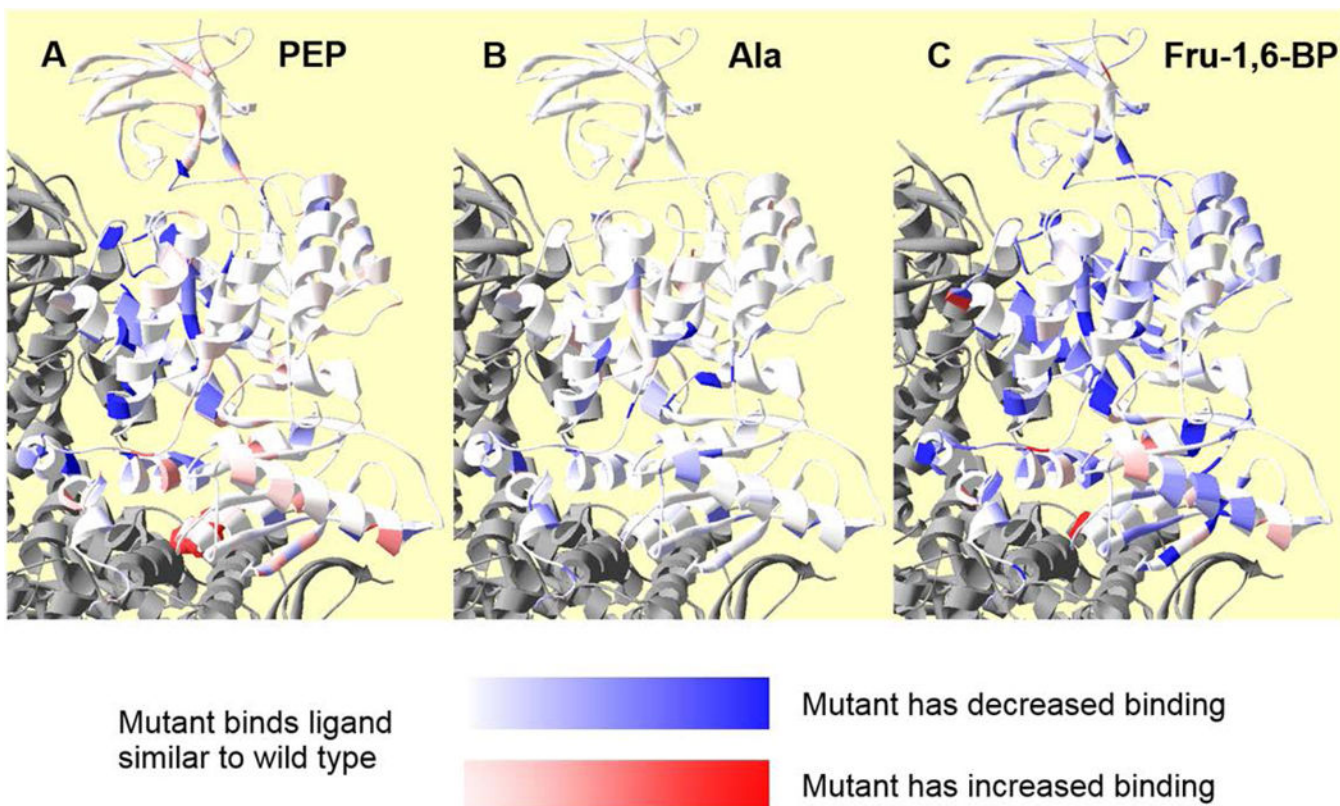 A PEP
B Ala
C Fru-1,6-BP
Mutant binds ligand
similar to wild type
Mutant has decreased binding
Mutant has increased binding